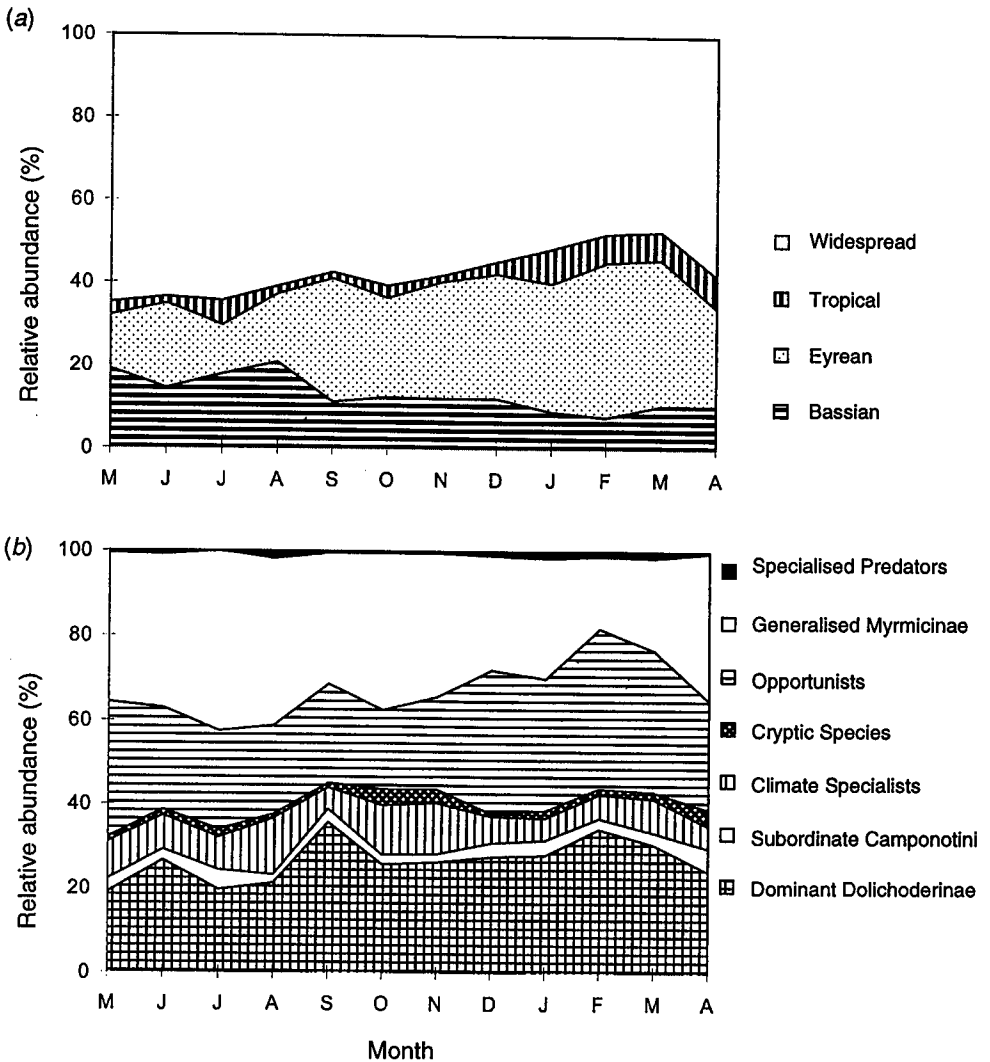 (a)
100
80
60
40
20
0
Relative abundance (%)
M J J A S O N D J F M A
Widespread
Tropical
Eyrean
Bassian
(b)
100
80
60
40
20
0
Relative abundance (%)
M J J A S O N D J F M A
Month
Specialised Predators
Generalised Myrmicinae
Opportunists
Cryptic Species
Climate Specialists
Subordinate Camponotini
Dominant Dolichoderinae